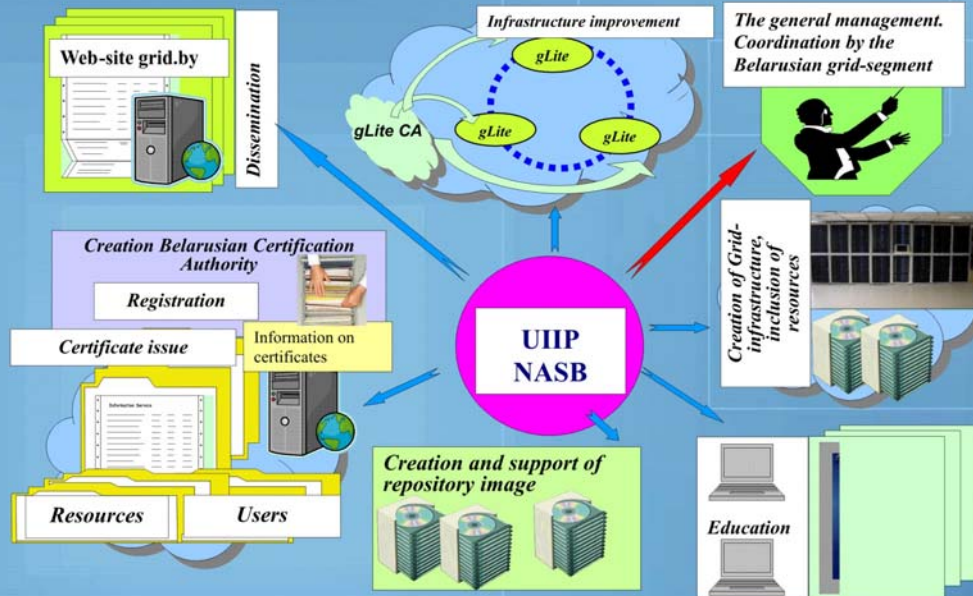 Web-site grid.by
Dissemination
Infrastructure improvement
gLite
gLite CA
gLite
gLite
The general management.
Coordination by the
Belarusian grid-segment
Creation Belarusian Certification
Authority
Registration
Certificate issue
Information on
certificates
Information Service
Resources
Users
UIIP
NASB
Creation of Grid-
infrastructure,
inclusion of
resources
Creation and support of
repository image
Education